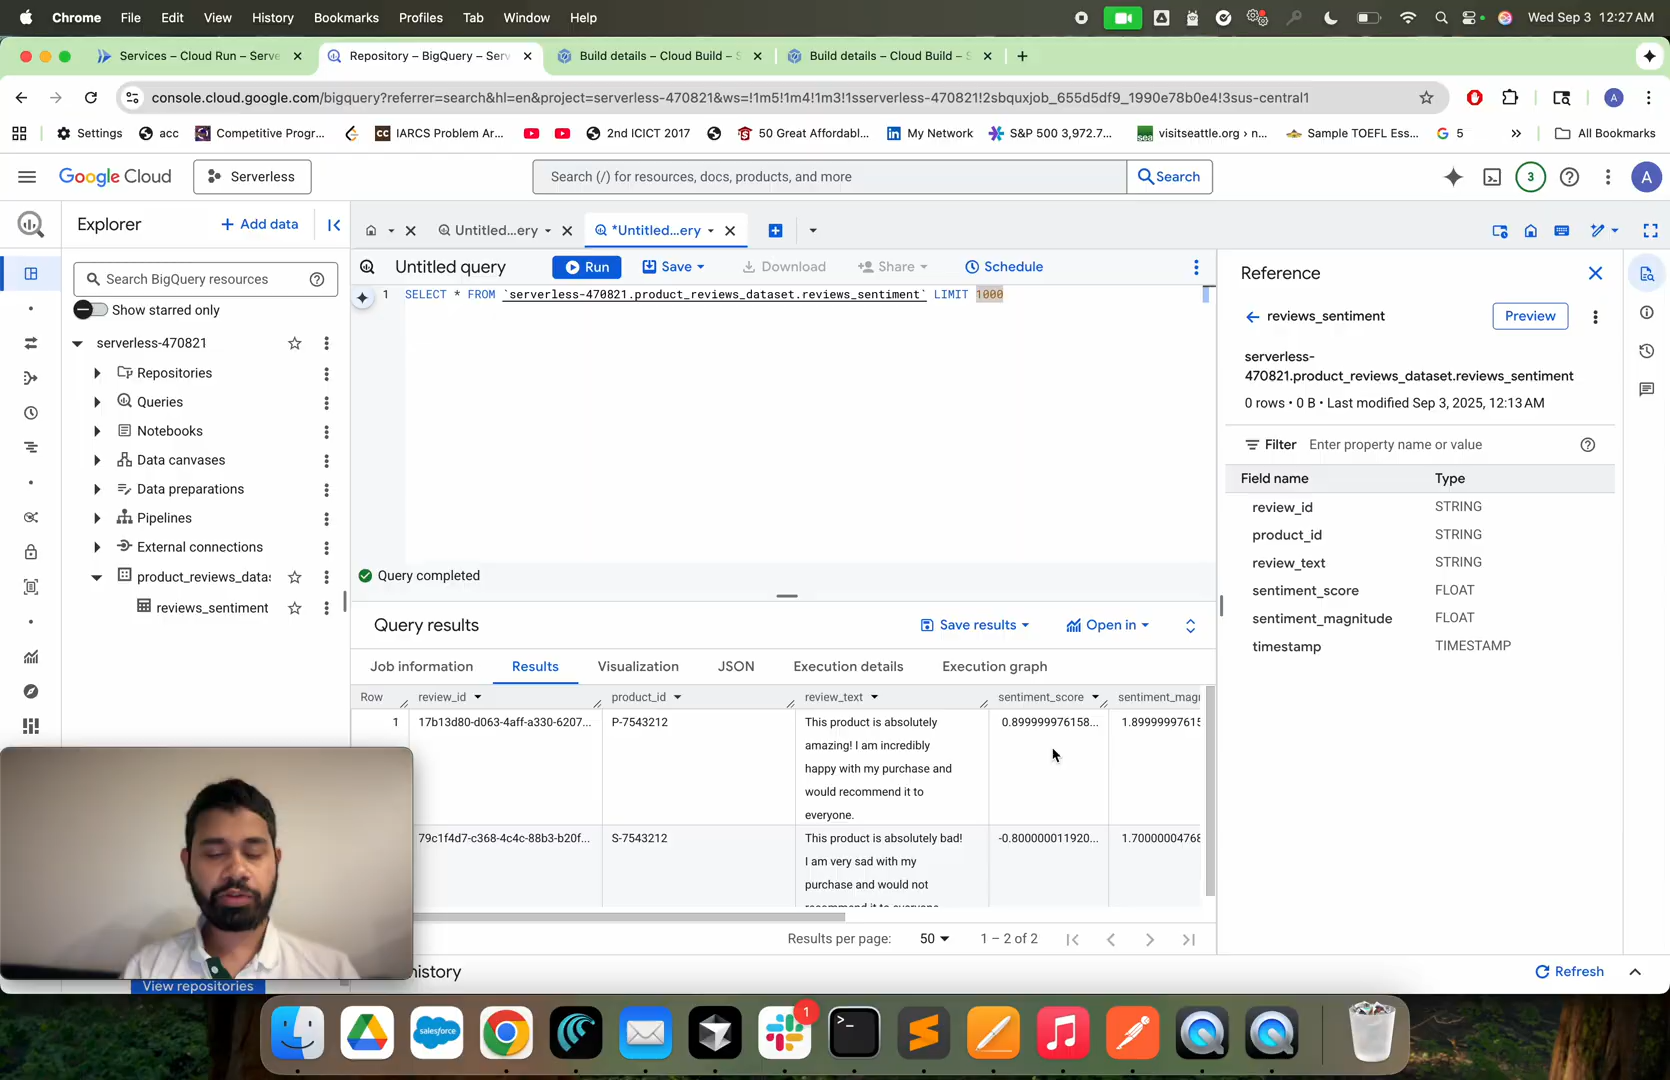 Chrome File Edit View History Bookmarks Profiles Tab Window Help Wed Sep 3 12:27 AM
Services – Cloud Run – Serve Repository – BigQuery – Serv Build details – Cloud Build – S Build details – Cloud Build – S
console.cloud.google.com/bigquery?referrer=search&hl=en&project=serverless-470821&ws=!1m5!1m4!1m3!1sserverless-470821!2sbquxjob_655d5df9_1990e78b0e4!3sus-central1
Settings acc Competitive Progr... IARCS Problem Ar... 2nd ICICT 2017 50 Great Affordabl... My Network S&P 500 3,972.7... visitseattle.org › n... Sample TOEFL Ess... 5 » All Bookmarks
Google Cloud Serverless Search (/) for resources, docs, products, and more Search 3 A
Explorer + Add data
Untitled...ery *Untitled...ery
Untitled query Run Save Download Share Schedule
Search BigQuery resources
Show starred only
1 SELECT * FROM `serverless-470821.product_reviews_dataset.reviews_sentiment` LIMIT 1000
serverless-470821
Repositories
Queries
Notebooks
Data canvases
Data preparations
Pipelines
External connections
product_reviews_data
reviews_sentiment
View repositories
Query completed
Query results Save results Open in
Job information Results Visualization JSON Execution details Execution graph
Row review_id product_id review_text sentiment_score sentiment_magn
1 17b13d80-d063-4aff-a330-6207... P-7543212 This product is absolutely 0.899999976158... 1.89999997615
amazing! I am incredibly
happy with my purchase and
would recommend it to
everyone.
79c1f4d7-c368-4c4c-88b3-b20f... S-7543212 This product is absolutely bad! -0.800000011920... 1.70000004768
I am very sad with my
purchase and would not
recommend it to everyone
Results per page: 50 1 – 2 of 2
history Refresh
Reference
reviews_sentiment Preview
serverless-
470821.product_reviews_dataset.reviews_sentiment
0 rows • 0 B • Last modified Sep 3, 2025, 12:13 AM
Filter Enter property name or value
Field name Type
review_id STRING
product_id STRING
review_text STRING
sentiment_score FLOAT
sentiment_magnitude FLOAT
timestamp TIMESTAMP
salesforce
1